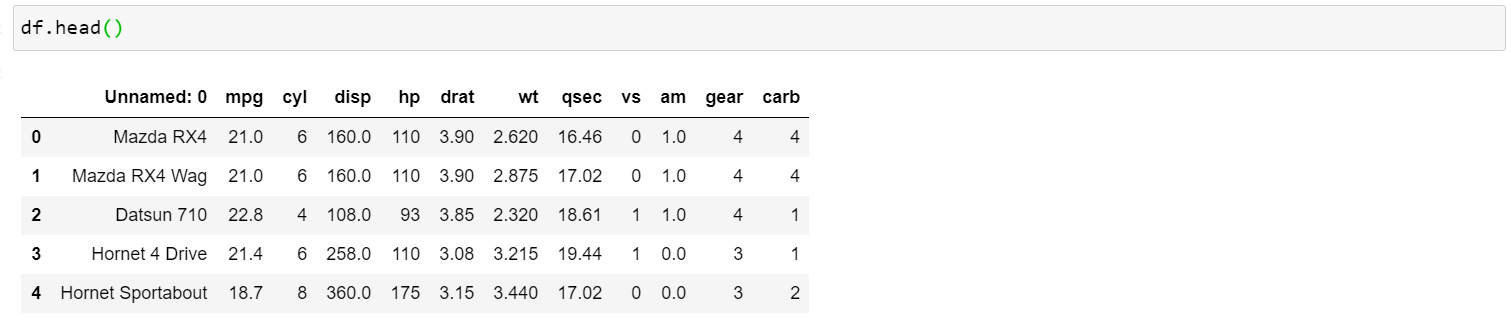 df.head()
Unnamed: 0 mpg cyl disp hp drat wt qsec vs am gear carb
0 Mazda RX4 21.0 6 160.0 110 3.90 2.620 16.46 0 1.0 4 4
1 Mazda RX4 Wag 21.0 6 160.0 110 3.90 2.875 17.02 0 1.0 4 4
2 Datsun 710 22.8 4 108.0 93 3.85 2.320 18.61 1 1.0 4 1
3 Hornet 4 Drive 21.4 6 258.0 110 3.08 3.215 19.44 1 0.0 3 1
4 Hornet Sportabout 18.7 8 360.0 175 3.15 3.440 17.02 0 0.0 3 2